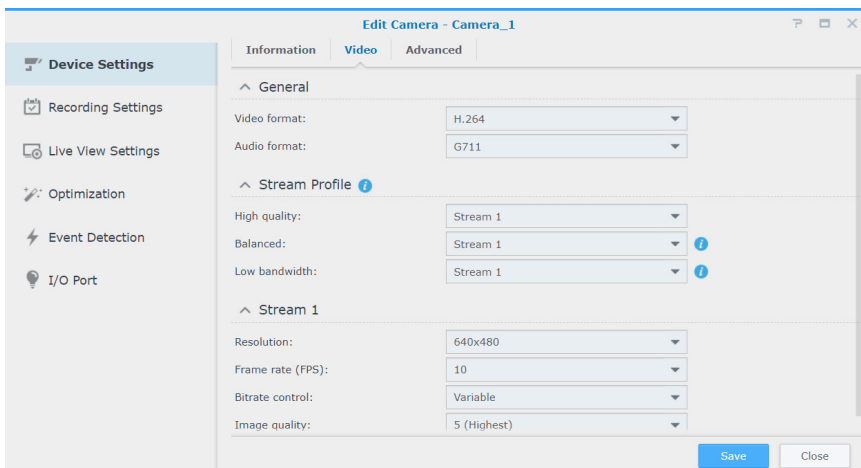 Edit Camera - Camera_1
Device Settings
Recording Settings
Live View Settings
Optimization
Event Detection
I/O Port
Information Video Advanced
General
Video format: H.264
Audio format: G711
Stream Profile
High quality: Stream 1
Balanced: Stream 1
Low bandwidth: Stream 1
Stream 1
Resolution: 640x480
Frame rate (FPS): 10
Bitrate control: Variable
Image quality: 5 (Highest)
Save Close